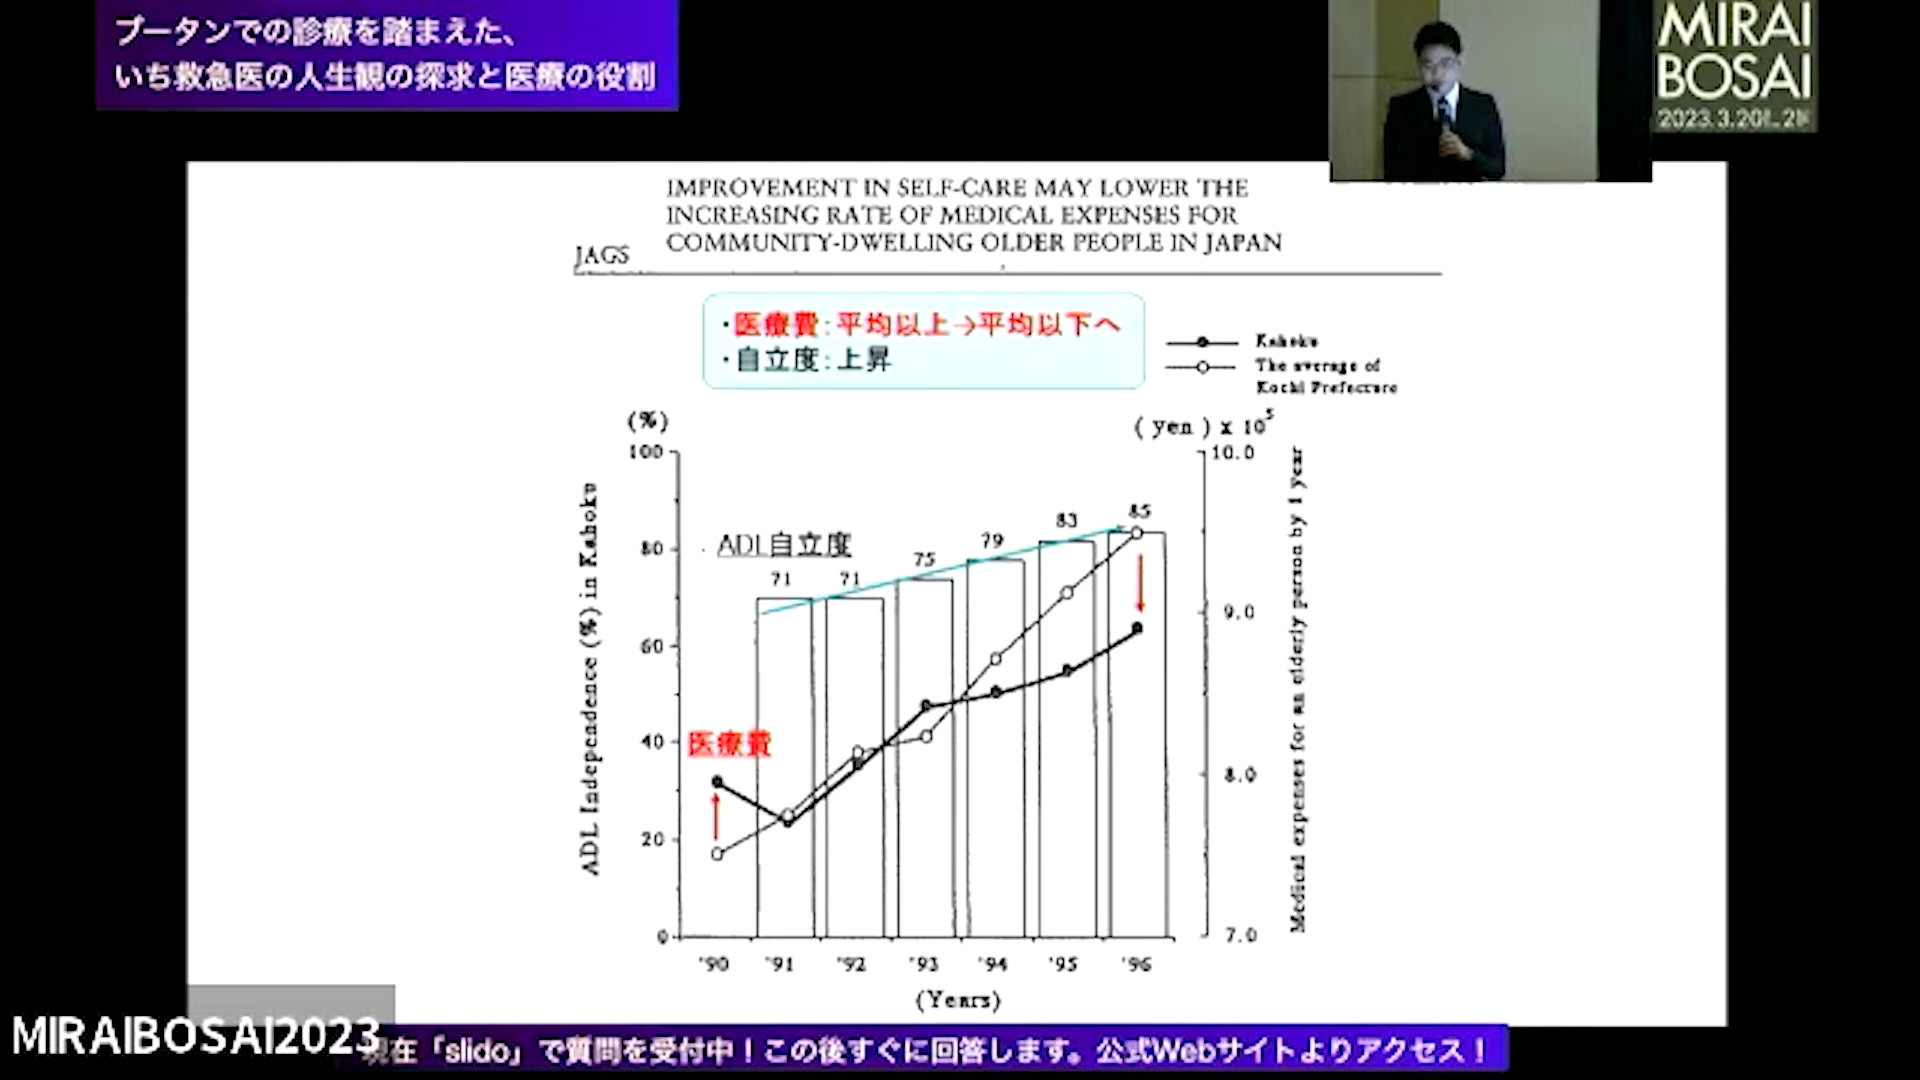 ブータンでの診療を踏まえた、
いち救急医の人生観の探求と医療の役割
MIRAI
BOSAI
IMPROVEMENT IN SELF-CARE MAY LOWER THE
INCREASING RATE OF MEDICAL EXPENSES FOR
COMMUNITY-DWELLING OLDER PEOPLE IN JAPAN
JAGS
・医療費：平均以上→平均以下へ
・自立度：上昇
Kahoku
The average of
Kochi Prefecture
(%)
( yen ) x 10⁵
100
80
60
40
20
0
ADL Independence (%) in Kahoku
ADL自立度
71
71
75
79
83
85
医療費
10.0
9.0
8.0
7.0
Medical expenses for an elderly person by 1 year
'90 '91 '92 '93 '94 '95 '96
(Years)
MIRAIBOSAI2023
現在「slido」で質問を受付中！この後すぐに回答します。公式Webサイトよりアクセス！